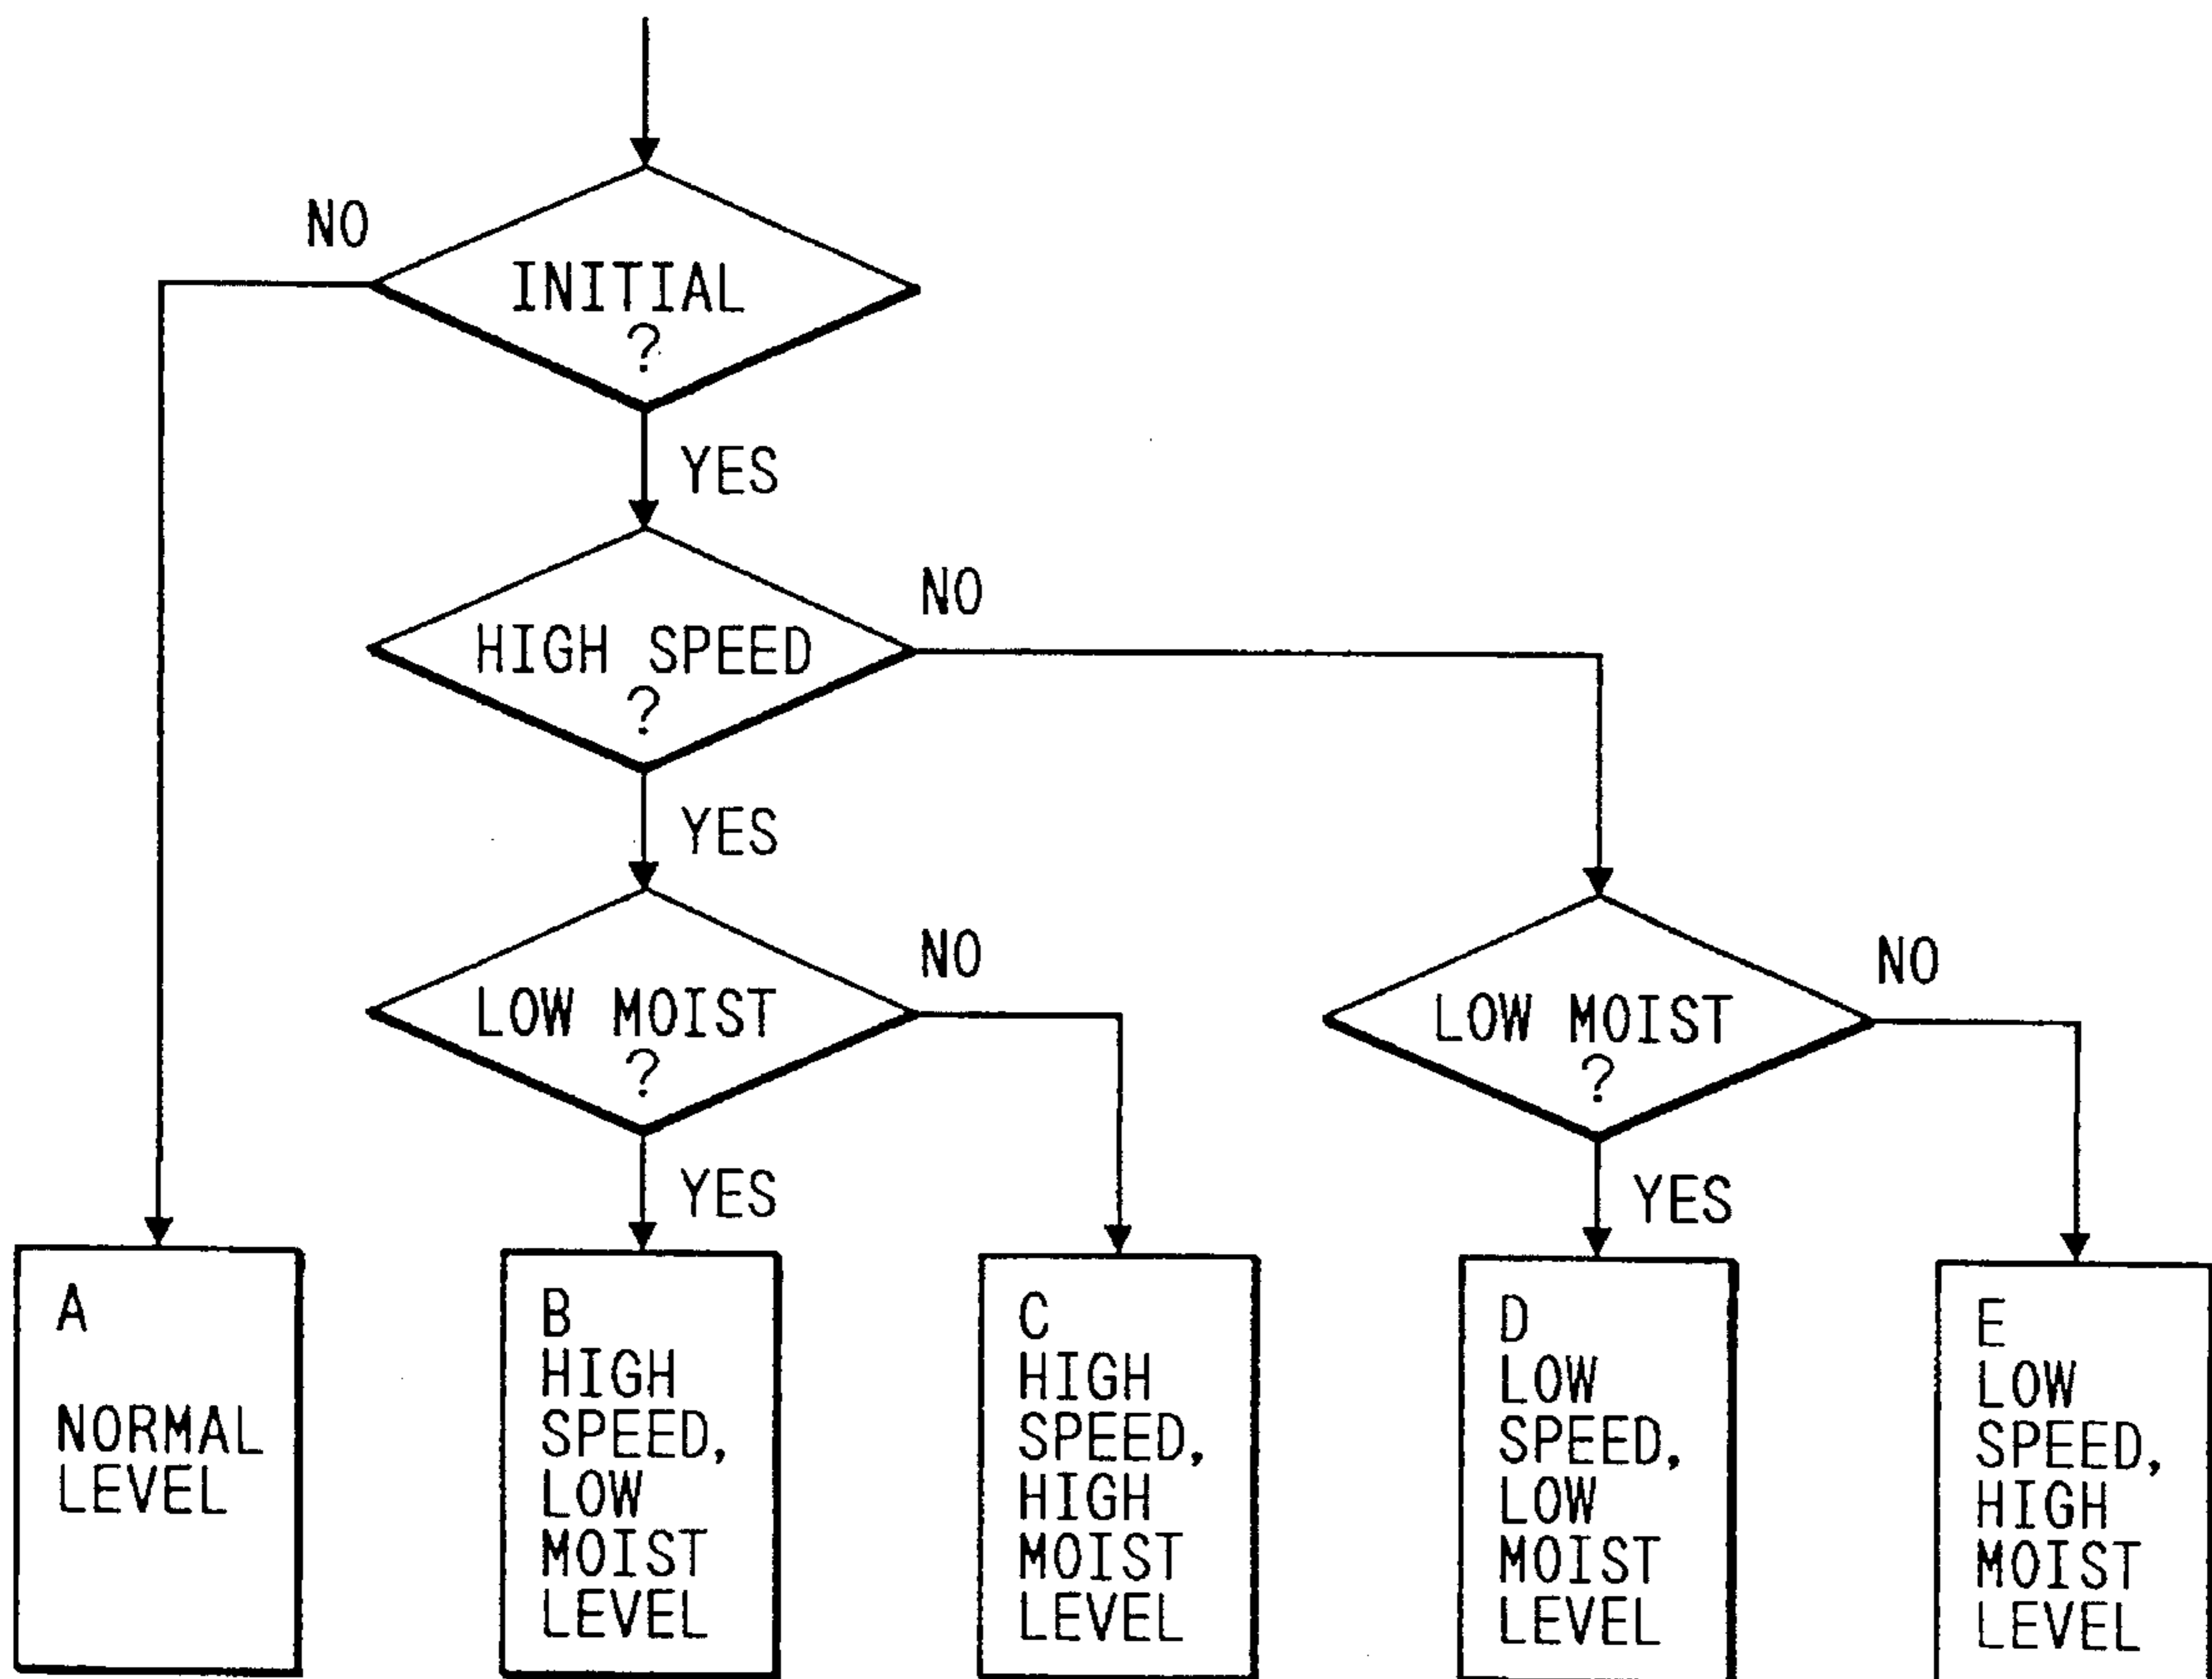 NO
INITIAL
?
YES
HIGH SPEED
?
NO
YES
LOW MOIST
?
NO
YES
LOW MOIST
?
NO
YES
A
NORMAL
LEVEL
B
HIGH
SPEED,
LOW
MOIST
LEVEL
C
HIGH
SPEED,
HIGH
MOIST
LEVEL
D
LOW
SPEED,
LOW
MOIST
LEVEL
E
LOW
SPEED,
HIGH
MOIST
LEVEL